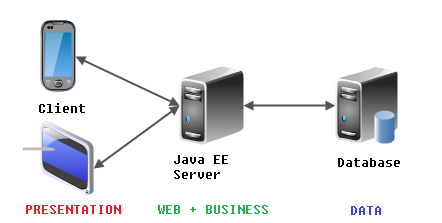 Client
Java EE
Server
Database
PRESENTATION
WEB + BUSINESS
DATA